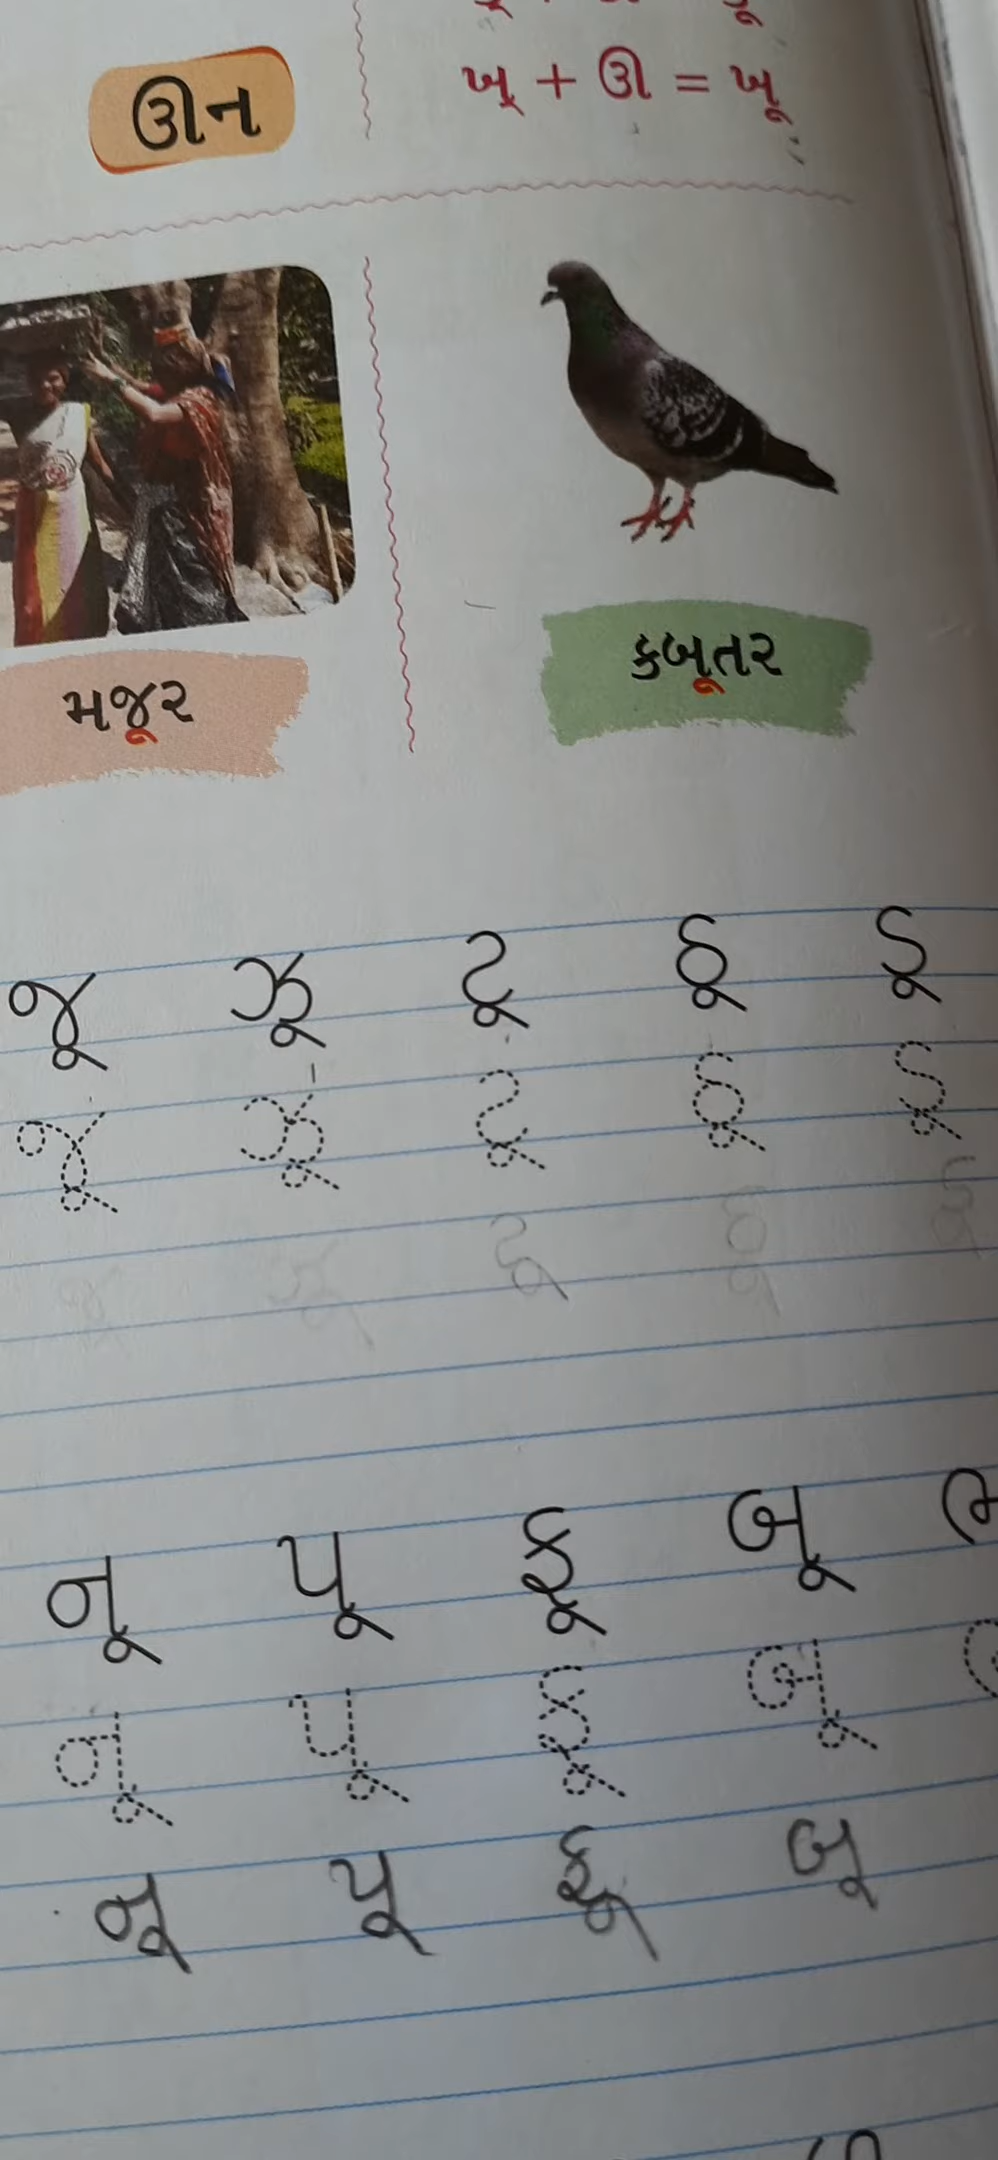 ખ્ + ઊ = ખૂ
ઊન
મજૂર
કબૂતર
જૂ ઝૂ ટૂ ઠૂ ડૂ
જૂ ઝૂ ટૂ ઠૂ ડૂ
ટૂ ઠૂ
નૂ પૂ ફૂ બૂ
નૂ પૂ ફૂ બૂ
નૂ પૂ ફૂ બૂ